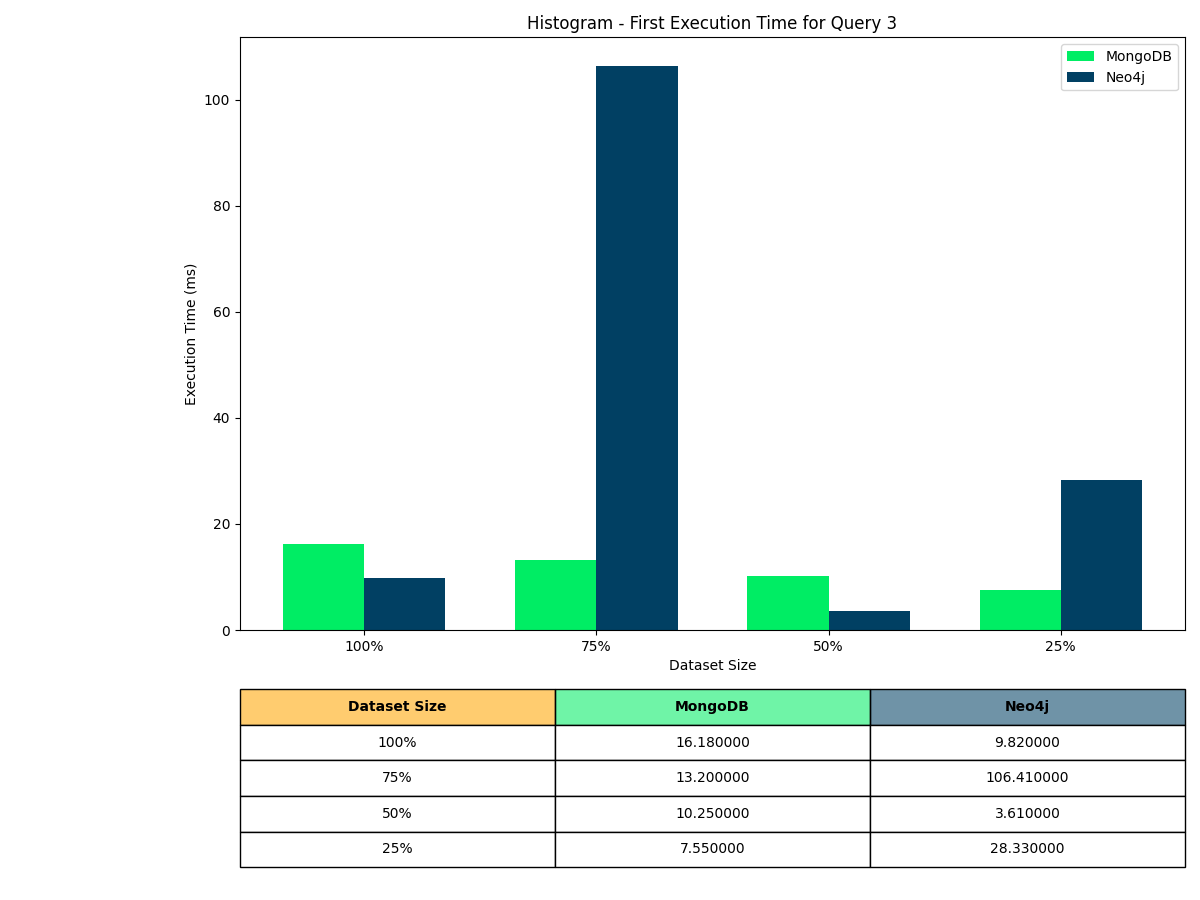 Histogram - First Execution Time for Query 3
MongoDB
Neo4j
100
80
60
40
20
0
Execution Time (ms)
100% 75% 50% 25%
Dataset Size
Dataset Size MongoDB Neo4j
100% 16.180000 9.820000
75% 13.200000 106.410000
50% 10.250000 3.610000
25% 7.550000 28.330000